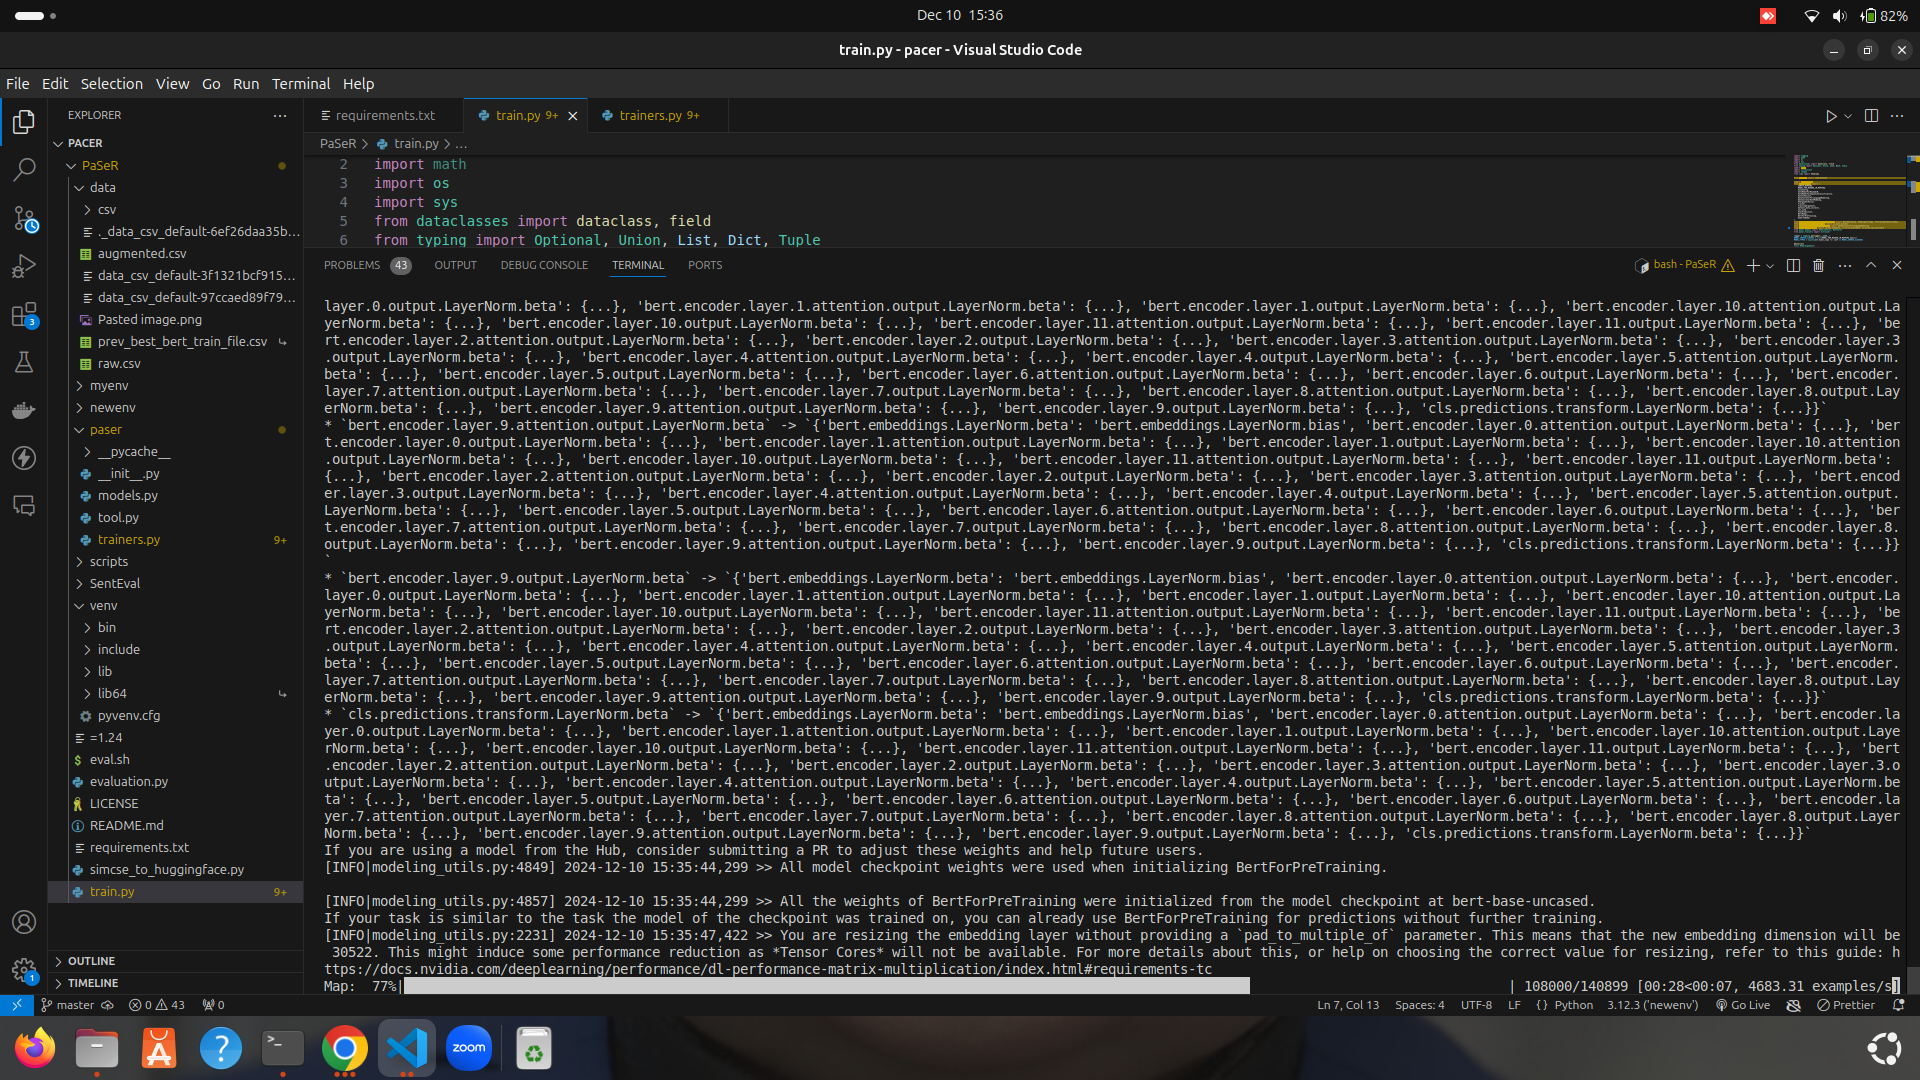 Dec 10 15:36
82%
train.py - pacer - Visual Studio Code
File Edit Selection View Go Run Terminal Help
EXPLORER
PACER
PaSeR
data
csv
._data_csv_default-6ef26daa35b...
augmented.csv
data_csv_default-3f1321bcf915...
data_csv_default-97ccaed89f79...
Pasted image.png
prev_best_bert_train_file.csv
raw.csv
myenv
newenv
paser
__pycache__
__init__.py
models.py
tool.py
trainers.py 9+
scripts
SentEval
venv
bin
include
lib
lib64
pyvenv.cfg
=1.24
eval.sh
evaluation.py
LICENSE
README.md
requirements.txt
simcse_to_huggingface.py
train.py 9+
OUTLINE
TIMELINE
3
1
requirements.txt train.py 9+ trainers.py 9+
PaSeR > train.py > ...
2 import math
3 import os
4 import sys
5 from dataclasses import dataclass, field
6 from typing import Optional, Union, List, Dict, Tuple
PROBLEMS 43 OUTPUT DEBUG CONSOLE TERMINAL PORTS
bash - PaSeR
layer.0.output.LayerNorm.beta': {...}, 'bert.encoder.layer.1.attention.output.LayerNorm.beta': {...}, 'bert.encoder.layer.1.output.LayerNorm.beta': {...}, 'bert.encoder.layer.10.attention.output.La
yerNorm.beta': {...}, 'bert.encoder.layer.10.output.LayerNorm.beta': {...}, 'bert.encoder.layer.11.attention.output.LayerNorm.beta': {...}, 'bert.encoder.layer.11.output.LayerNorm.beta': {...}, 'be
rt.encoder.layer.2.attention.output.LayerNorm.beta': {...}, 'bert.encoder.layer.2.output.LayerNorm.beta': {...}, 'bert.encoder.layer.3.attention.output.LayerNorm.beta': {...}, 'bert.encoder.layer.3
.output.LayerNorm.beta': {...}, 'bert.encoder.layer.4.attention.output.LayerNorm.beta': {...}, 'bert.encoder.layer.4.output.LayerNorm.beta': {...}, 'bert.encoder.layer.5.attention.output.LayerNorm.
beta': {...}, 'bert.encoder.layer.5.output.LayerNorm.beta': {...}, 'bert.encoder.layer.6.attention.output.LayerNorm.beta': {...}, 'bert.encoder.layer.6.output.LayerNorm.beta': {...}, 'bert.encoder.
layer.7.attention.output.LayerNorm.beta': {...}, 'bert.encoder.layer.7.output.LayerNorm.beta': {...}, 'bert.encoder.layer.8.attention.output.LayerNorm.beta': {...}, 'bert.encoder.layer.8.output.Lay
erNorm.beta': {...}, 'bert.encoder.layer.9.attention.output.LayerNorm.beta': {...}, 'bert.encoder.layer.9.output.LayerNorm.beta': {...}, 'cls.predictions.transform.LayerNorm.beta': {...}}`
* `bert.encoder.layer.9.attention.output.LayerNorm.beta` -> `{'bert.embeddings.LayerNorm.beta': 'bert.embeddings.LayerNorm.bias', 'bert.encoder.layer.0.attention.output.LayerNorm.beta': {...}, 'ber
t.encoder.layer.0.output.LayerNorm.beta': {...}, 'bert.encoder.layer.1.attention.output.LayerNorm.beta': {...}, 'bert.encoder.layer.1.output.LayerNorm.beta': {...}, 'bert.encoder.layer.10.attention
.output.LayerNorm.beta': {...}, 'bert.encoder.layer.10.output.LayerNorm.beta': {...}, 'bert.encoder.layer.11.attention.output.LayerNorm.beta': {...}, 'bert.encoder.layer.11.output.LayerNorm.beta':
{...}, 'bert.encoder.layer.2.attention.output.LayerNorm.beta': {...}, 'bert.encoder.layer.2.output.LayerNorm.beta': {...}, 'bert.encoder.layer.3.attention.output.LayerNorm.beta': {...}, 'bert.encod
er.layer.3.output.LayerNorm.beta': {...}, 'bert.encoder.layer.4.attention.output.LayerNorm.beta': {...}, 'bert.encoder.layer.4.output.LayerNorm.beta': {...}, 'bert.encoder.layer.5.attention.output.
LayerNorm.beta': {...}, 'bert.encoder.layer.5.output.LayerNorm.beta': {...}, 'bert.encoder.layer.6.attention.output.LayerNorm.beta': {...}, 'bert.encoder.layer.6.output.LayerNorm.beta': {...}, 'ber
t.encoder.layer.7.attention.output.LayerNorm.beta': {...}, 'bert.encoder.layer.7.output.LayerNorm.beta': {...}, 'bert.encoder.layer.8.attention.output.LayerNorm.beta': {...}, 'bert.encoder.layer.8.
output.LayerNorm.beta': {...}, 'bert.encoder.layer.9.attention.output.LayerNorm.beta': {...}, 'bert.encoder.layer.9.output.LayerNorm.beta': {...}, 'cls.predictions.transform.LayerNorm.beta': {...}}
`
* `bert.encoder.layer.9.output.LayerNorm.beta` -> `{'bert.embeddings.LayerNorm.beta': 'bert.embeddings.LayerNorm.bias', 'bert.encoder.layer.0.attention.output.LayerNorm.beta': {...}, 'bert.encoder.
layer.0.output.LayerNorm.beta': {...}, 'bert.encoder.layer.1.attention.output.LayerNorm.beta': {...}, 'bert.encoder.layer.1.output.LayerNorm.beta': {...}, 'bert.encoder.layer.10.attention.output.La
yerNorm.beta': {...}, 'bert.encoder.layer.10.output.LayerNorm.beta': {...}, 'bert.encoder.layer.11.attention.output.LayerNorm.beta': {...}, 'bert.encoder.layer.11.output.LayerNorm.beta': {...}, 'be
rt.encoder.layer.2.attention.output.LayerNorm.beta': {...}, 'bert.encoder.layer.2.output.LayerNorm.beta': {...}, 'bert.encoder.layer.3.attention.output.LayerNorm.beta': {...}, 'bert.encoder.layer.3
.output.LayerNorm.beta': {...}, 'bert.encoder.layer.4.attention.output.LayerNorm.beta': {...}, 'bert.encoder.layer.4.output.LayerNorm.beta': {...}, 'bert.encoder.layer.5.attention.output.LayerNorm.
beta': {...}, 'bert.encoder.layer.5.output.LayerNorm.beta': {...}, 'bert.encoder.layer.6.attention.output.LayerNorm.beta': {...}, 'bert.encoder.layer.6.output.LayerNorm.beta': {...}, 'bert.encoder.
layer.7.attention.output.LayerNorm.beta': {...}, 'bert.encoder.layer.7.output.LayerNorm.beta': {...}, 'bert.encoder.layer.8.attention.output.LayerNorm.beta': {...}, 'bert.encoder.layer.8.output.Lay
erNorm.beta': {...}, 'bert.encoder.layer.9.attention.output.LayerNorm.beta': {...}, 'bert.encoder.layer.9.output.LayerNorm.beta': {...}, 'cls.predictions.transform.LayerNorm.beta': {...}}`
* `cls.predictions.transform.LayerNorm.beta` -> `{'bert.embeddings.LayerNorm.beta': 'bert.embeddings.LayerNorm.bias', 'bert.encoder.layer.0.attention.output.LayerNorm.beta': {...}, 'bert.encoder.la
yer.0.output.LayerNorm.beta': {...}, 'bert.encoder.layer.1.attention.output.LayerNorm.beta': {...}, 'bert.encoder.layer.1.output.LayerNorm.beta': {...}, 'bert.encoder.layer.10.attention.output.Laye
rNorm.beta': {...}, 'bert.encoder.layer.10.output.LayerNorm.beta': {...}, 'bert.encoder.layer.11.attention.output.LayerNorm.beta': {...}, 'bert.encoder.layer.11.output.LayerNorm.beta': {...}, 'bert
.encoder.layer.2.attention.output.LayerNorm.beta': {...}, 'bert.encoder.layer.2.output.LayerNorm.beta': {...}, 'bert.encoder.layer.3.attention.output.LayerNorm.beta': {...}, 'bert.encoder.layer.3.o
utput.LayerNorm.beta': {...}, 'bert.encoder.layer.4.attention.output.LayerNorm.beta': {...}, 'bert.encoder.layer.4.output.LayerNorm.beta': {...}, 'bert.encoder.layer.5.attention.output.LayerNorm.be
ta': {...}, 'bert.encoder.layer.5.output.LayerNorm.beta': {...}, 'bert.encoder.layer.6.attention.output.LayerNorm.beta': {...}, 'bert.encoder.layer.6.output.LayerNorm.beta': {...}, 'bert.encoder.la
yer.7.attention.output.LayerNorm.beta': {...}, 'bert.encoder.layer.7.output.LayerNorm.beta': {...}, 'bert.encoder.layer.8.attention.output.LayerNorm.beta': {...}, 'bert.encoder.layer.8.output.Layer
Norm.beta': {...}, 'bert.encoder.layer.9.attention.output.LayerNorm.beta': {...}, 'bert.encoder.layer.9.output.LayerNorm.beta': {...}, 'cls.predictions.transform.LayerNorm.beta': {...}}`
If you are using a model from the Hub, consider submitting a PR to adjust these weights and help future users.
[INFO|modeling_utils.py:4849] 2024-12-10 15:35:44,299 >> All model checkpoint weights were used when initializing BertForPreTraining.
[INFO|modeling_utils.py:4857] 2024-12-10 15:35:44,299 >> All the weights of BertForPreTraining were initialized from the model checkpoint at bert-base-uncased.
If your task is similar to the task the model of the checkpoint was trained on, you can already use BertForPreTraining for predictions without further training.
[INFO|modeling_utils.py:2231] 2024-12-10 15:35:47,422 >> You are resizing the embedding layer without providing a `pad_to_multiple_of` parameter. This means that the new embedding dimension will be
30522. This might induce some performance reduction as *Tensor Cores* will not be available. For more details about this, or help on choosing the correct value for resizing, refer to this guide: h
ttps://docs.nvidia.com/deeplearning/performance/dl-performance-matrix-multiplication/index.html#requirements-tc
Map: 77%| | 108000/140899 [00:28<00:07, 4683.31 examples/s]
master 0 43 0 Ln 7, Col 13 Spaces: 4 UTF-8 LF {} Python 3.12.3 ('newenv') Go Live Prettier
zoom